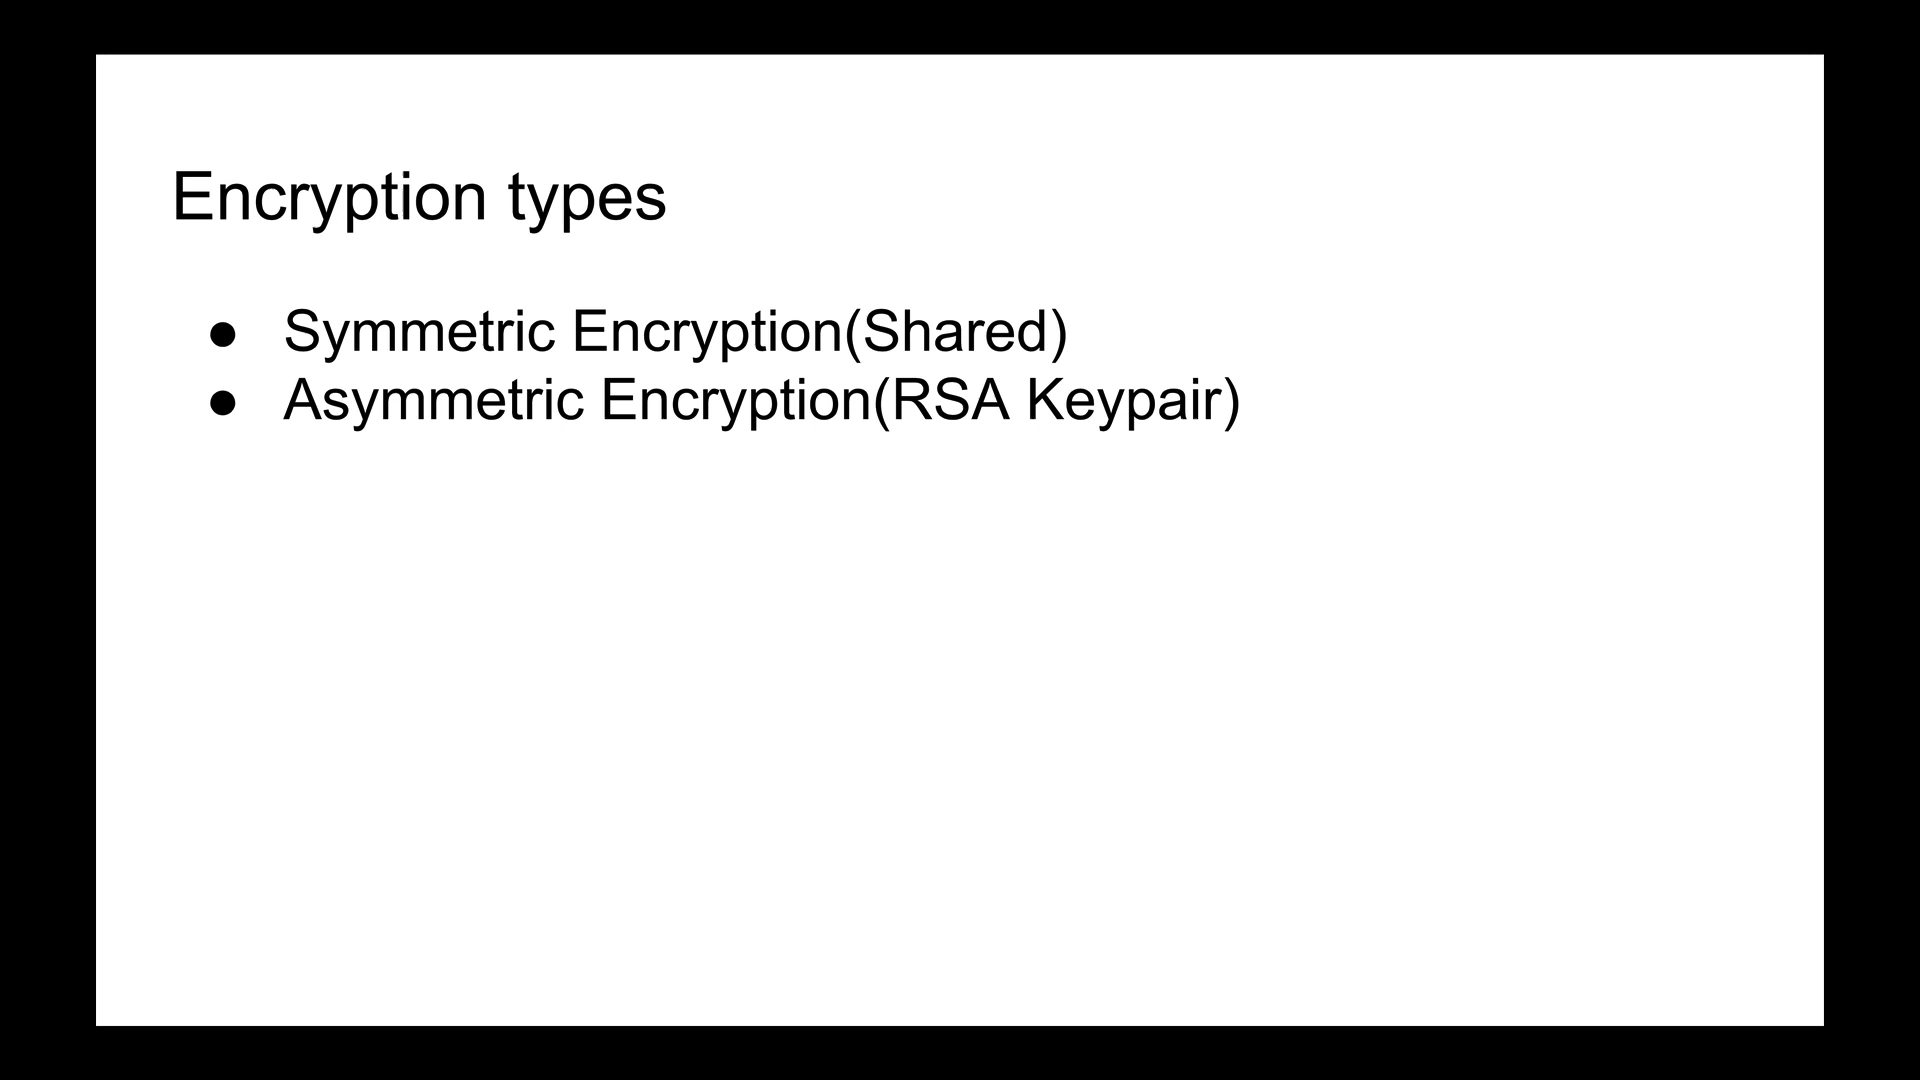 Encryption types
● Symmetric Encryption(Shared)
● Asymmetric Encryption(RSA Keypair)